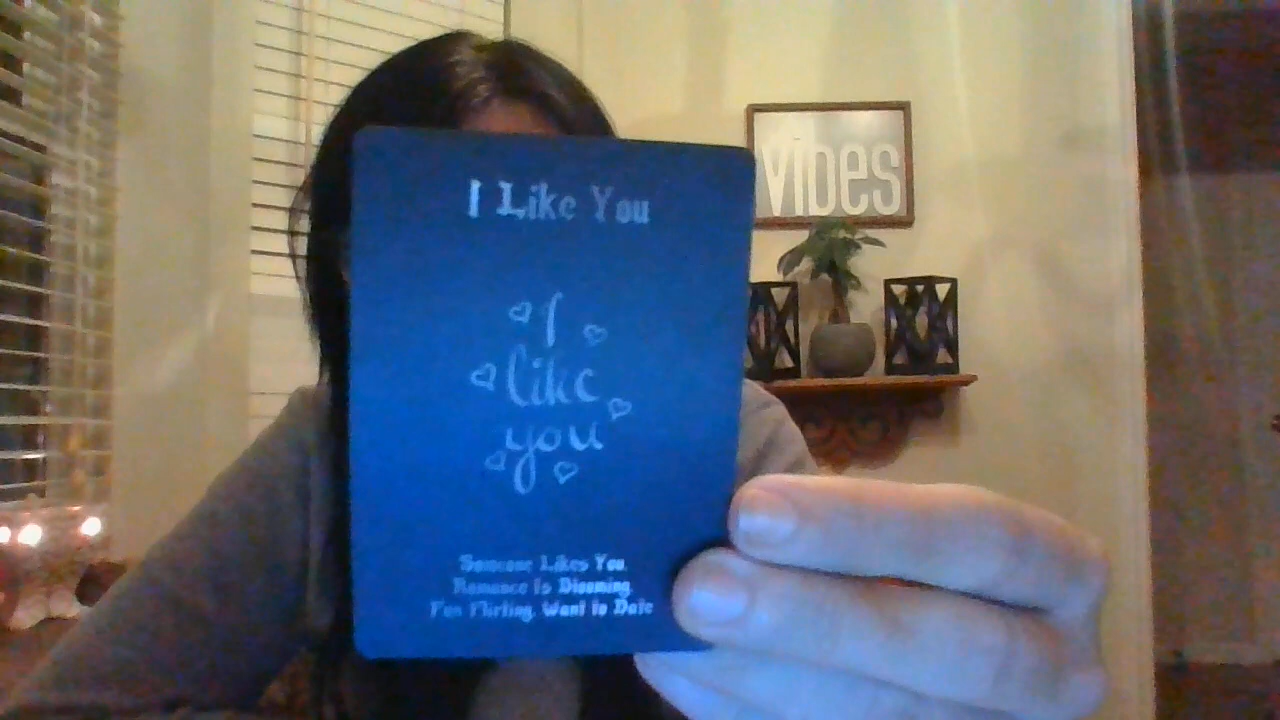 I Like You
I
like
you
Someone Likes You.
Romance Is Blooming.
Fun Flirting. Want to Date
vibes